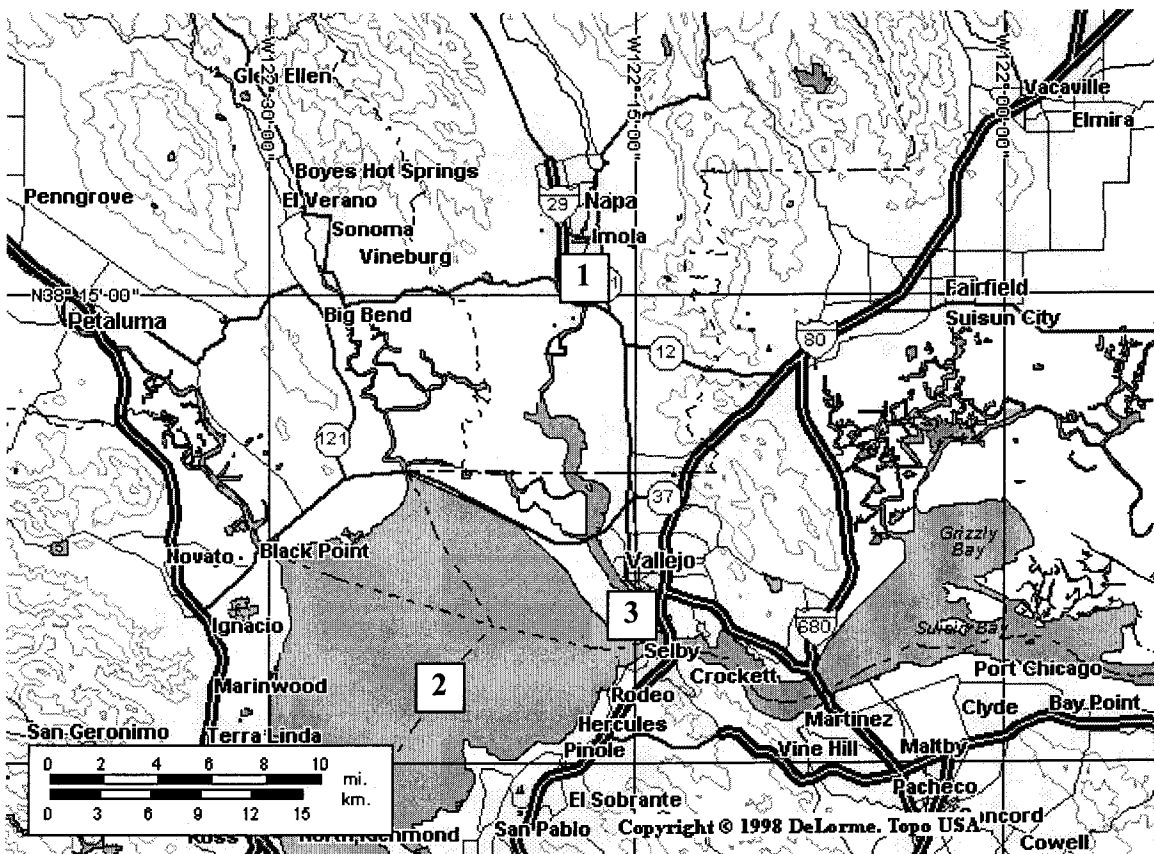 Glen Ellen
W122°-30'-00"
W122°-15'-00"
W122°-00'-00"
Vacaville
Elmira
Boyes Hot Springs
Penngrove
El Verano
29
Napa
Sonoma
Imola
Vineburg
1
N38°-15'-00"
Fairfield
Big Bend
Petaluma
Suisun City
80
12
121
37
Grizzly
Bay
Novato
Black Point
Vallejo
3
Ignacio
680
Suisun Bay
Selby
Port Chicago
Crockett
Marinwood
2
Rodeo
Clyde
Bay Point
Hercules
Martinez
San Geronimo
Terra Linda
Pinole
Vine Hill
Maltby
0 2 4 6 8 10
mi.
km.
0 3 6 9 12 15
Pacheco
El Sobrante
San Pablo
Copyright © 1998 DeLorme. Topo USA
Ross
North Richmond
Cowell